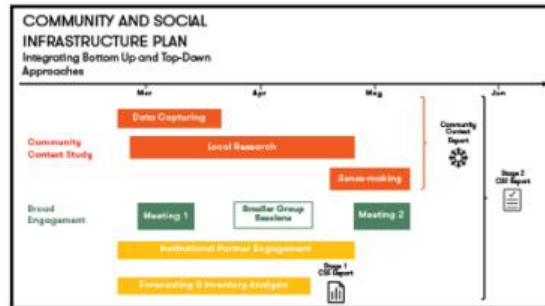 COMMUNITY AND SOCIAL
INFRASTRUCTURE PLAN
Integrating Bottom Up and Top-Down
Approaches
Mar
Apr
May
Jun
Data Capturing
Community
Context Study
Local Research
Sense-making
Community
Context
Report
Broad
Engagement
Meeting 1
Smaller Group
Sessions
Meeting 2
Stage 2
CSI Report
Institutional Partner Engagement
Forecasting & Inventory Analysis
Stage 1
CSI Report